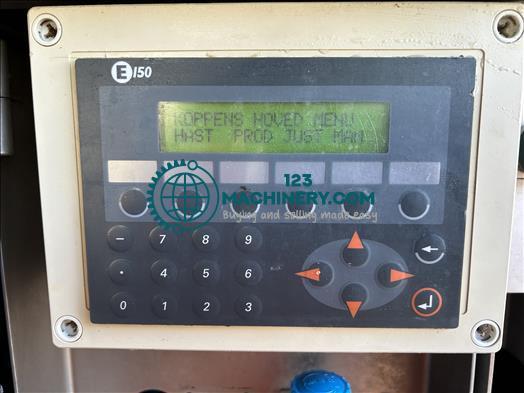 E 150
KOPPENS HOVED MENU
HAST PROD JUST MAN
123
MACHINERY.COM
Buying and selling made easy
- 7 8 9
. 4 5 6
0 1 2 3